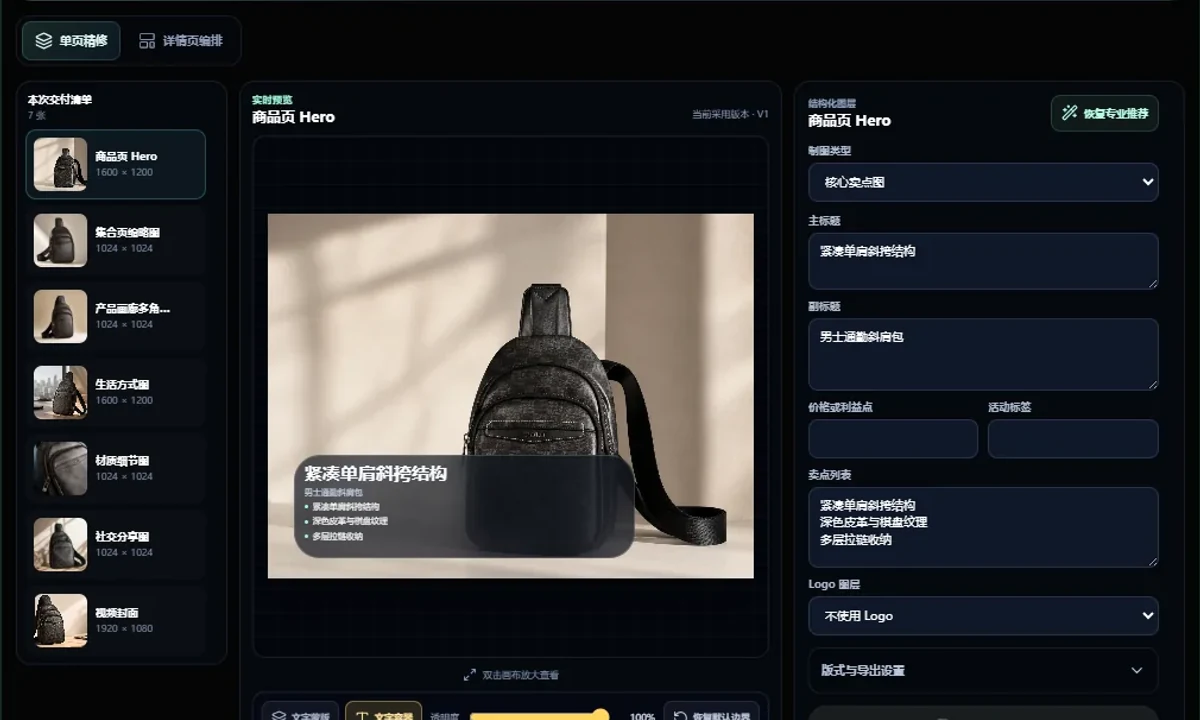 单页精修
详情页编排
本次交付清单
7 张
商品页 Hero
1600 × 1200
集合页缩略图
1024 × 1024
产品画廊多角...
1024 × 1024
生活方式图
1600 × 1200
材质细节图
1024 × 1024
社交分享图
1024 × 1024
视频封面
1920 × 1080
实时预览
商品页 Hero
当前采用版本 · V1
紧凑单肩斜挎结构
男士通勤斜肩包
紧凑单肩斜挎结构
深色皮革与棋盘纹理
多层拉链收纳
双击画布放大查看
文字蒙版
文字容器
透明度
100%
恢复默认边界
结构化图层
商品页 Hero
恢复专业推荐
制图类型
核心卖点图
主标题
紧凑单肩斜挎结构
副标题
男士通勤斜肩包
价格或利益点
活动标签
卖点列表
紧凑单肩斜挎结构
深色皮革与棋盘纹理
多层拉链收纳
Logo 图层
不使用 Logo
版式与导出设置